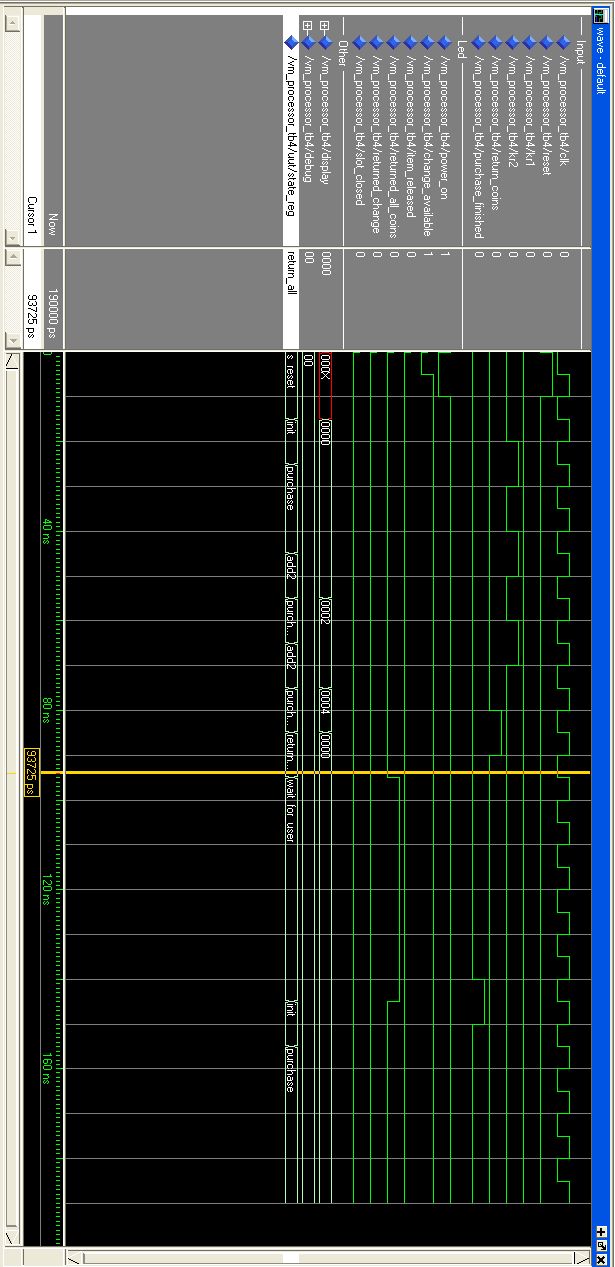 wave - default
Input
/vm_processor_tb4/clk 0
/vm_processor_tb4/reset 0
/vm_processor_tb4/kr1 0
/vm_processor_tb4/kr2 0
/vm_processor_tb4/return_coins 0
/vm_processor_tb4/purchase_finished 0
Led
/vm_processor_tb4/power_on 1
/vm_processor_tb4/change_available 1
/vm_processor_tb4/item_released 0
/vm_processor_tb4/returned_all_coins 0
/vm_processor_tb4/returned_change 0
/vm_processor_tb4/slot_closed 0
Other
/vm_processor_tb4/display 0000 000X 0000 0002 0004 0000
/vm_processor_tb4/debug 00 00
/vm_processor_tb4/uut/state_reg return_all s_reset init purchase add2 purch... add2 purch... return... wait_for_user init purchase
Now 190000 ps 0 40 ns 80 ns 120 ns 160 ns
Cursor 1 93725 ps 93725 ps